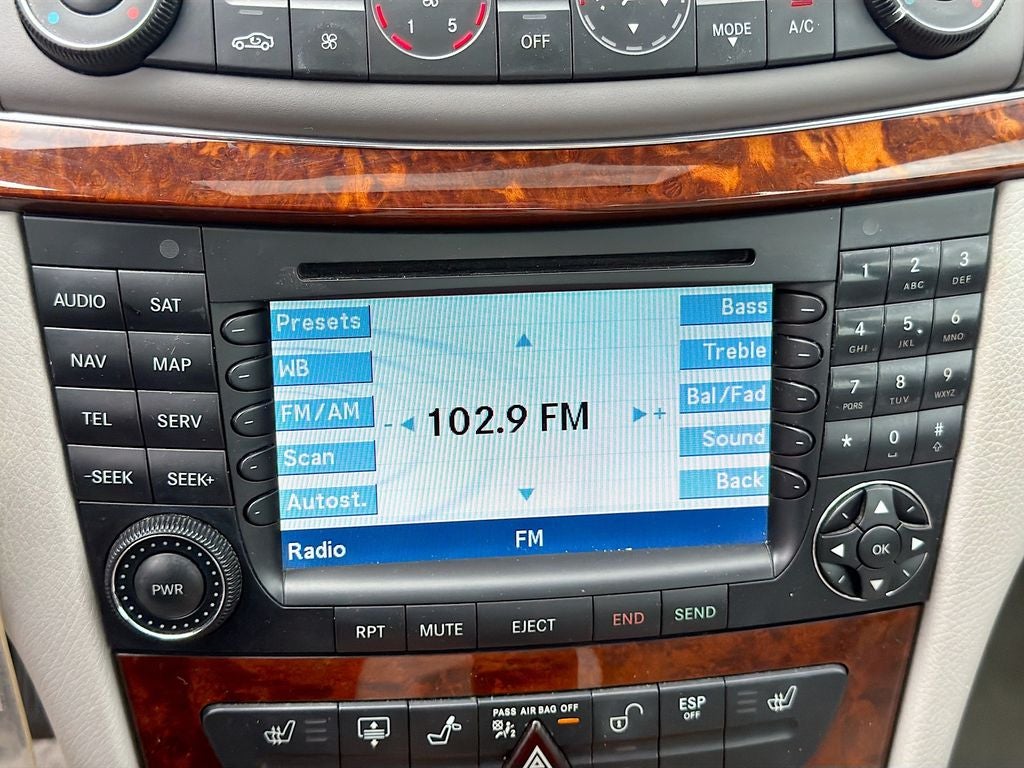 1 5
OFF
MODE
A/C
AUDIO
SAT
NAV
MAP
TEL
SERV
-SEEK
SEEK+
PWR
Presets
WB
FM/AM
Scan
Autost.
- 102.9 FM +
Bass
Treble
Bal/Fad
Sound
Back
Radio
FM
1
2 ABC
3 DEF
4 GHI
5 JKL
6 MNO
7 PQRS
8 TUV
9 WXYZ
*
0
#
OK
RPT
MUTE
EJECT
END
SEND
PASS AIR BAG OFF
2
ESP
OFF